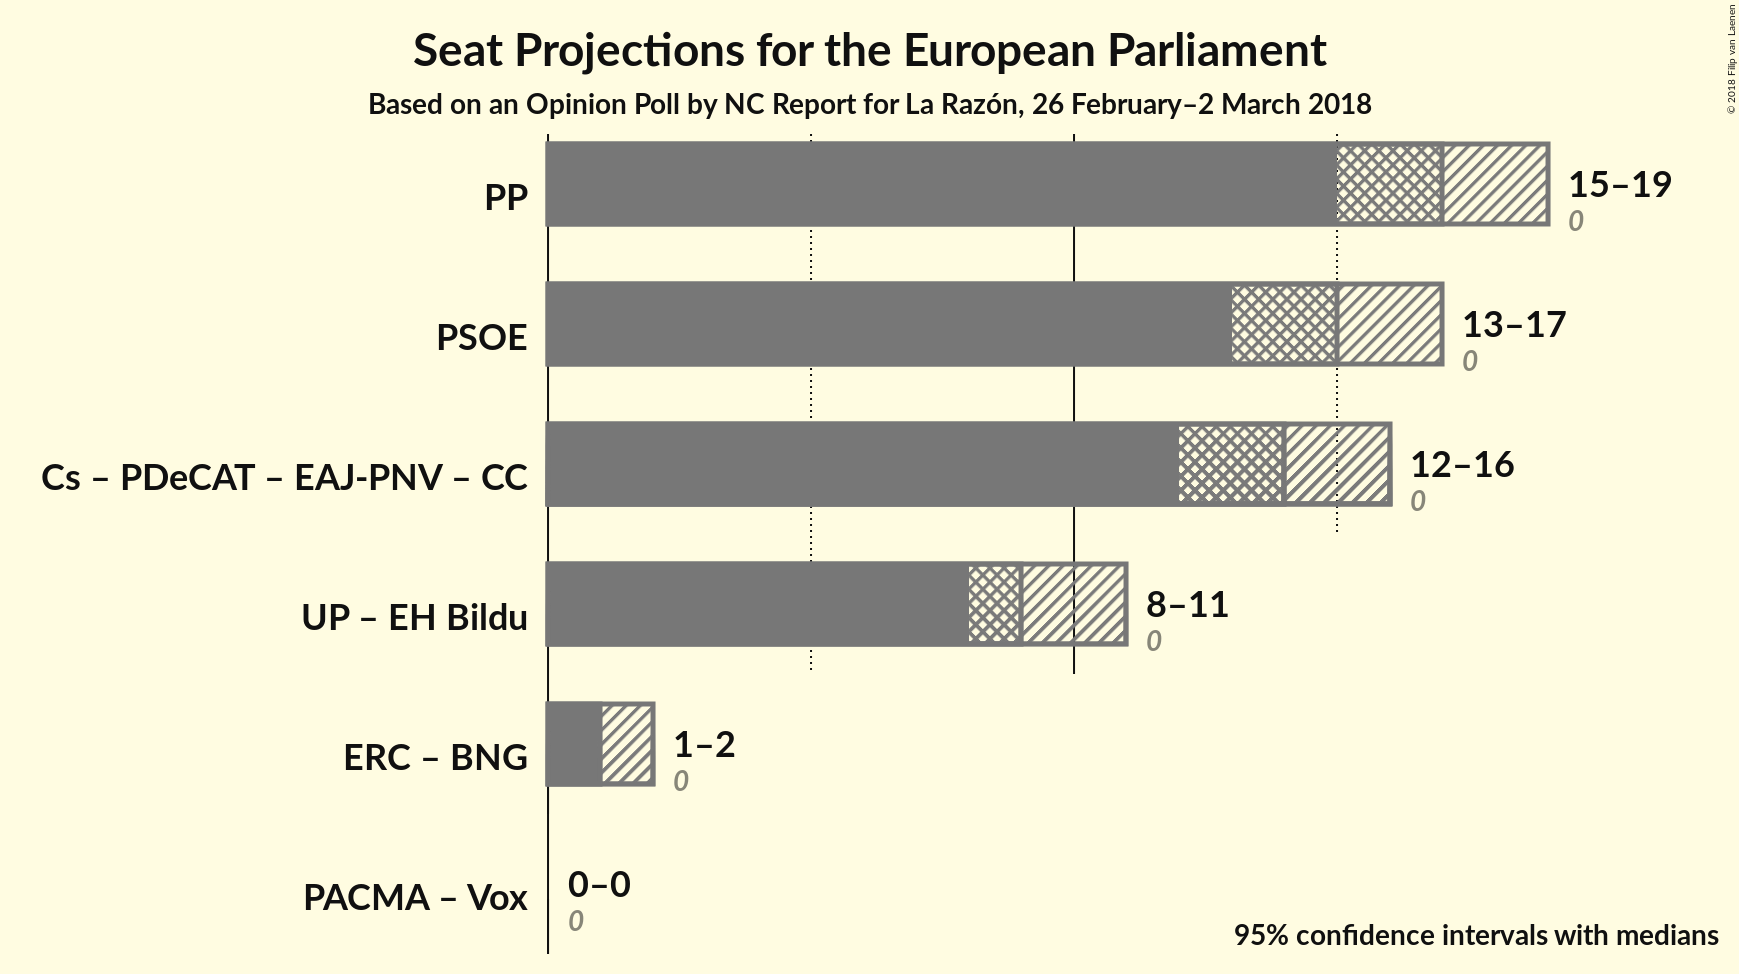 Seat Projections for the European Parliament
Based on an Opinion Poll by NC Report for La Razón, 26 February–2 March 2018
© 2018 Filip van Laenen
PP
15–19
0
PSOE
13–17
0
Cs – PDeCAT – EAJ-PNV – CC
12–16
0
UP – EH Bildu
8–11
0
ERC – BNG
1–2
0
PACMA – Vox
0–0
0
95% confidence intervals with medians